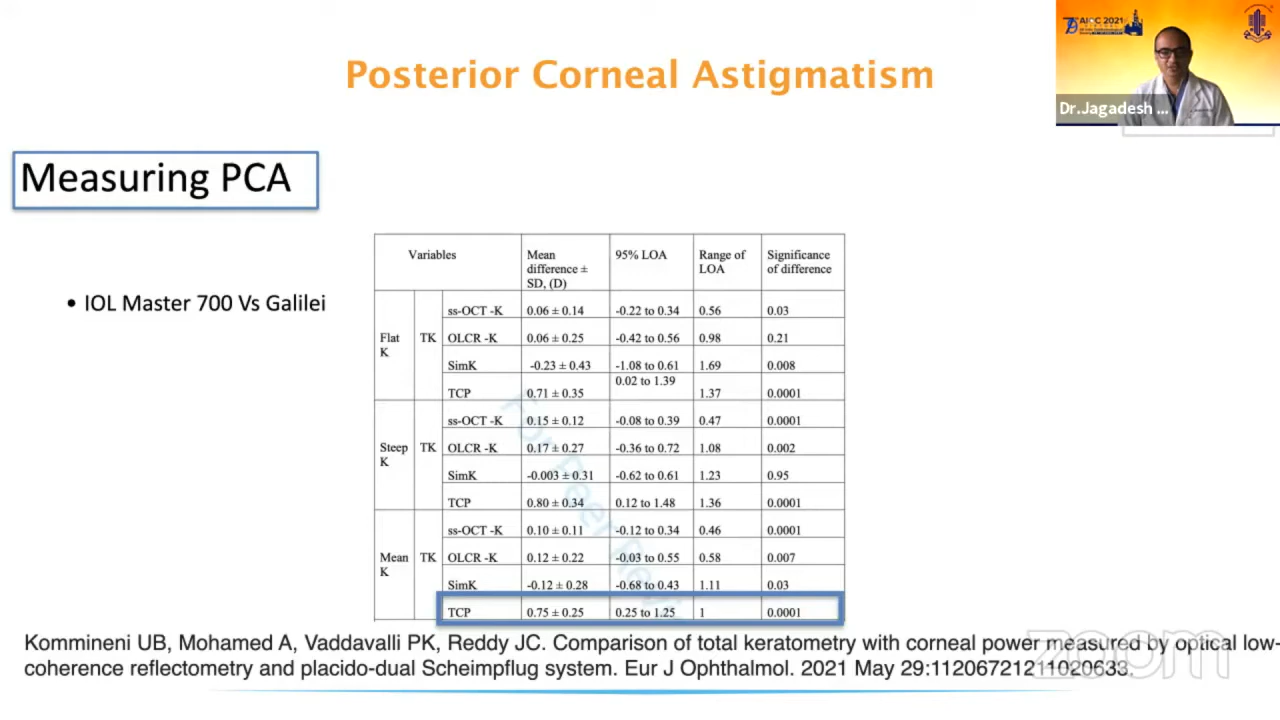 Posterior Corneal Astigmatism
AIOC 2021
Dr.Jagadesh ...
Measuring PCA
• IOL Master 700 Vs Galilei
Variables Mean difference ± SD, (D) 95% LOA Range of LOA Significance of difference
Flat K TK ss-OCT -K 0.06 ± 0.14 -0.22 to 0.34 0.56 0.03
OLCR -K 0.06 ± 0.25 -0.42 to 0.56 0.98 0.21
SimK -0.23 ± 0.43 -1.08 to 0.61 1.69 0.008
TCP 0.71 ± 0.35 0.02 to 1.39 1.37 0.0001
Steep K TK ss-OCT -K 0.15 ± 0.12 -0.08 to 0.39 0.47 0.0001
OLCR -K 0.17 ± 0.27 -0.36 to 0.72 1.08 0.002
SimK -0.003 ± 0.31 -0.62 to 0.61 1.23 0.95
TCP 0.80 ± 0.34 0.12 to 1.48 1.36 0.0001
Mean K TK ss-OCT -K 0.10 ± 0.11 -0.12 to 0.34 0.46 0.0001
OLCR -K 0.12 ± 0.22 -0.03 to 0.55 0.58 0.007
SimK -0.12 ± 0.28 -0.68 to 0.43 1.11 0.03
TCP 0.75 ± 0.25 0.25 to 1.25 1 0.0001
For Peer Revi
Kommineni UB, Mohamed A, Vaddavalli PK, Reddy JC. Comparison of total keratometry with corneal power measured by optical low-
coherence reflectometry and placido-dual Scheimpflug system. Eur J Ophthalmol. 2021 May 29:11206721211020633.
zoom